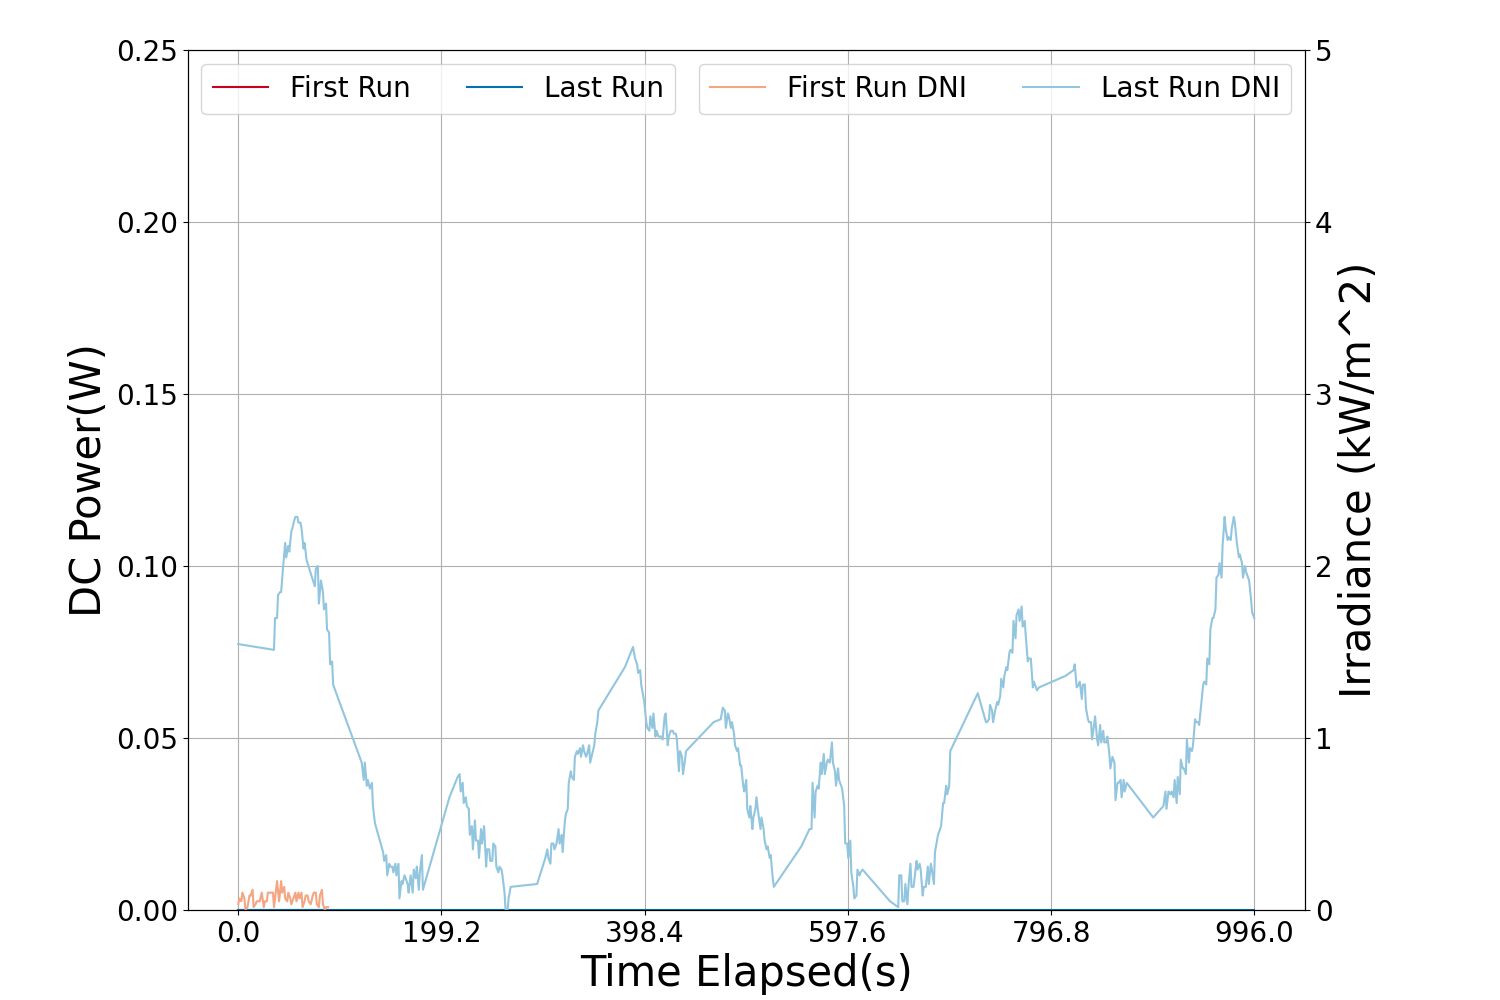 First Run
Last Run
First Run DNI
Last Run DNI
0.25
0.20
0.15
0.10
0.05
0.00
DC Power(W)
5
4
3
2
1
0
Irradiance (kW/m^2)
0.0
199.2
398.4
597.6
796.8
996.0
Time Elapsed(s)